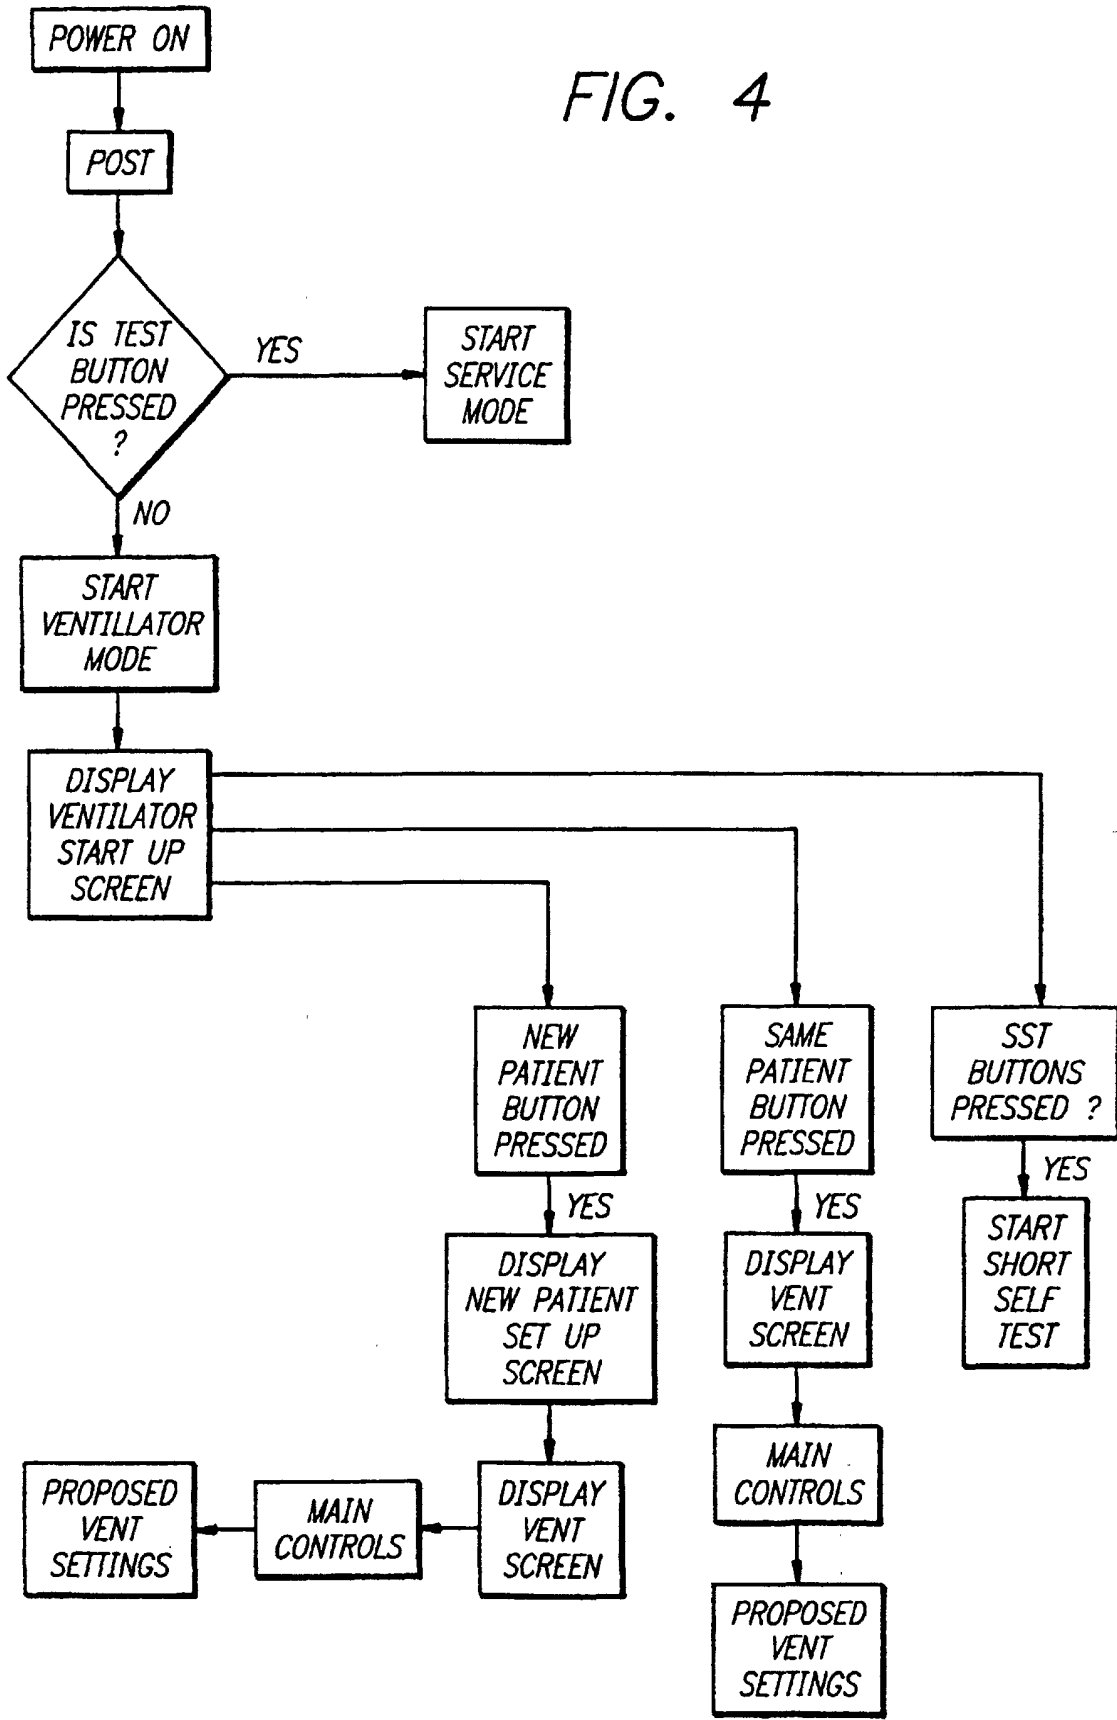 POWER ON
FIG. 4
POST
IS TEST
BUTTON
PRESSED
?
YES
START
SERVICE
MODE
NO
START
VENTILLATOR
MODE
DISPLAY
VENTILATOR
START UP
SCREEN
NEW
PATIENT
BUTTON
PRESSED
SAME
PATIENT
BUTTON
PRESSED
SST
BUTTONS
PRESSED ?
YES
YES
YES
DISPLAY
NEW PATIENT
SET UP
SCREEN
DISPLAY
VENT
SCREEN
START
SHORT
SELF
TEST
PROPOSED
VENT
SETTINGS
MAIN
CONTROLS
DISPLAY
VENT
SCREEN
MAIN
CONTROLS
PROPOSED
VENT
SETTINGS